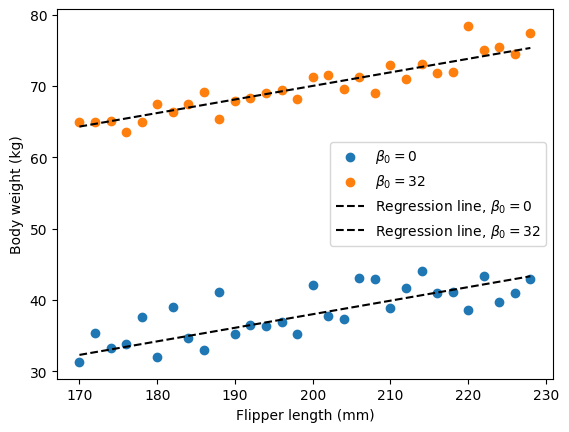 80
70
60
50
40
30
Body weight (kg)
β₀ = 0
β₀ = 32
Regression line, β₀ = 0
Regression line, β₀ = 32
170 180 190 200 210 220 230
Flipper length (mm)